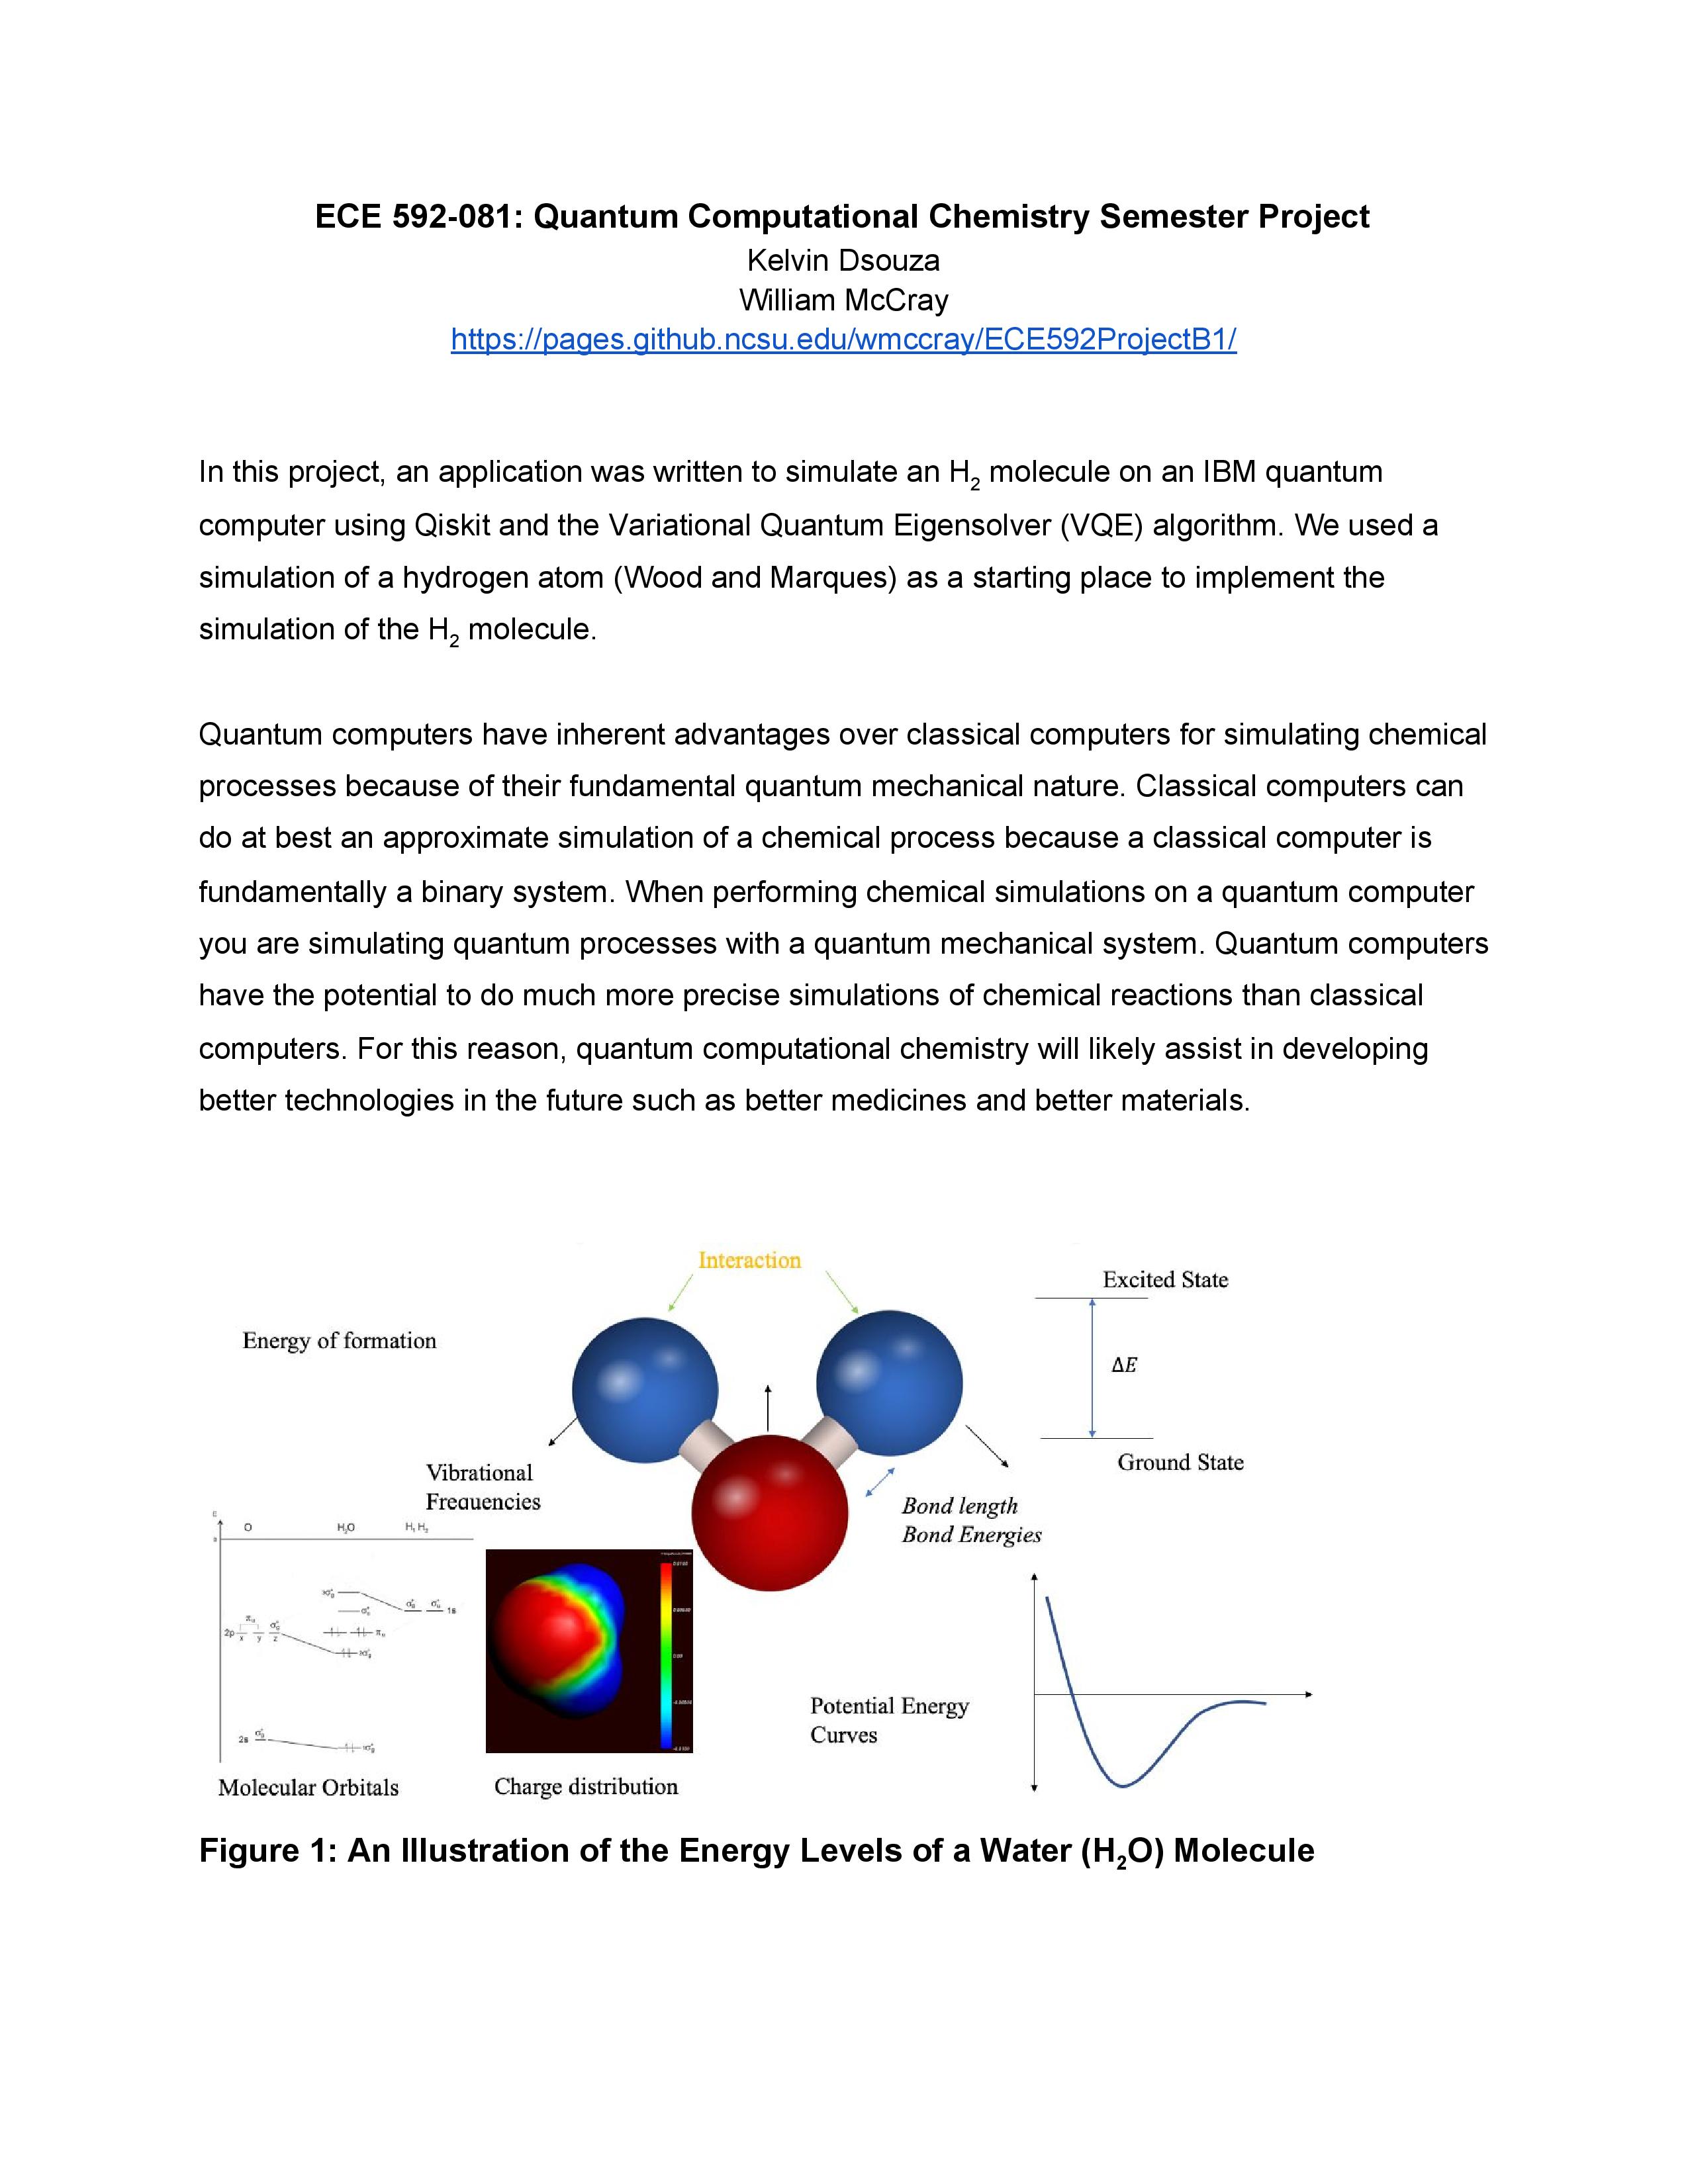 ECE 592-081: Quantum Computational Chemistry Semester Project
Kelvin Dsouza
William McCray
https://pages.github.ncsu.edu/wmccray/ECE592ProjectB1/
In this project, an application was written to simulate an H2 molecule on an IBM quantum
computer using Qiskit and the Variational Quantum Eigensolver (VQE) algorithm. We used a
simulation of a hydrogen atom (Wood and Marques) as a starting place to implement the
simulation of the H2 molecule.
Quantum computers have inherent advantages over classical computers for simulating chemical
processes because of their fundamental quantum mechanical nature. Classical computers can
do at best an approximate simulation of a chemical process because a classical computer is
fundamentally a binary system. When performing chemical simulations on a quantum computer
you are simulating quantum processes with a quantum mechanical system. Quantum computers
have the potential to do much more precise simulations of chemical reactions than classical
computers. For this reason, quantum computational chemistry will likely assist in developing
better technologies in the future such as better medicines and better materials.
Interaction
Excited State
Energy of formation
ΔE
Ground State
Vibrational
Frequencies
Bond length
Bond Energies
E
O H2O H1 H2
1s
2p
x y z
2s
Potential Energy
Curves
Molecular Orbitals
Charge distribution
Figure 1: An Illustration of the Energy Levels of a Water (H2O) Molecule